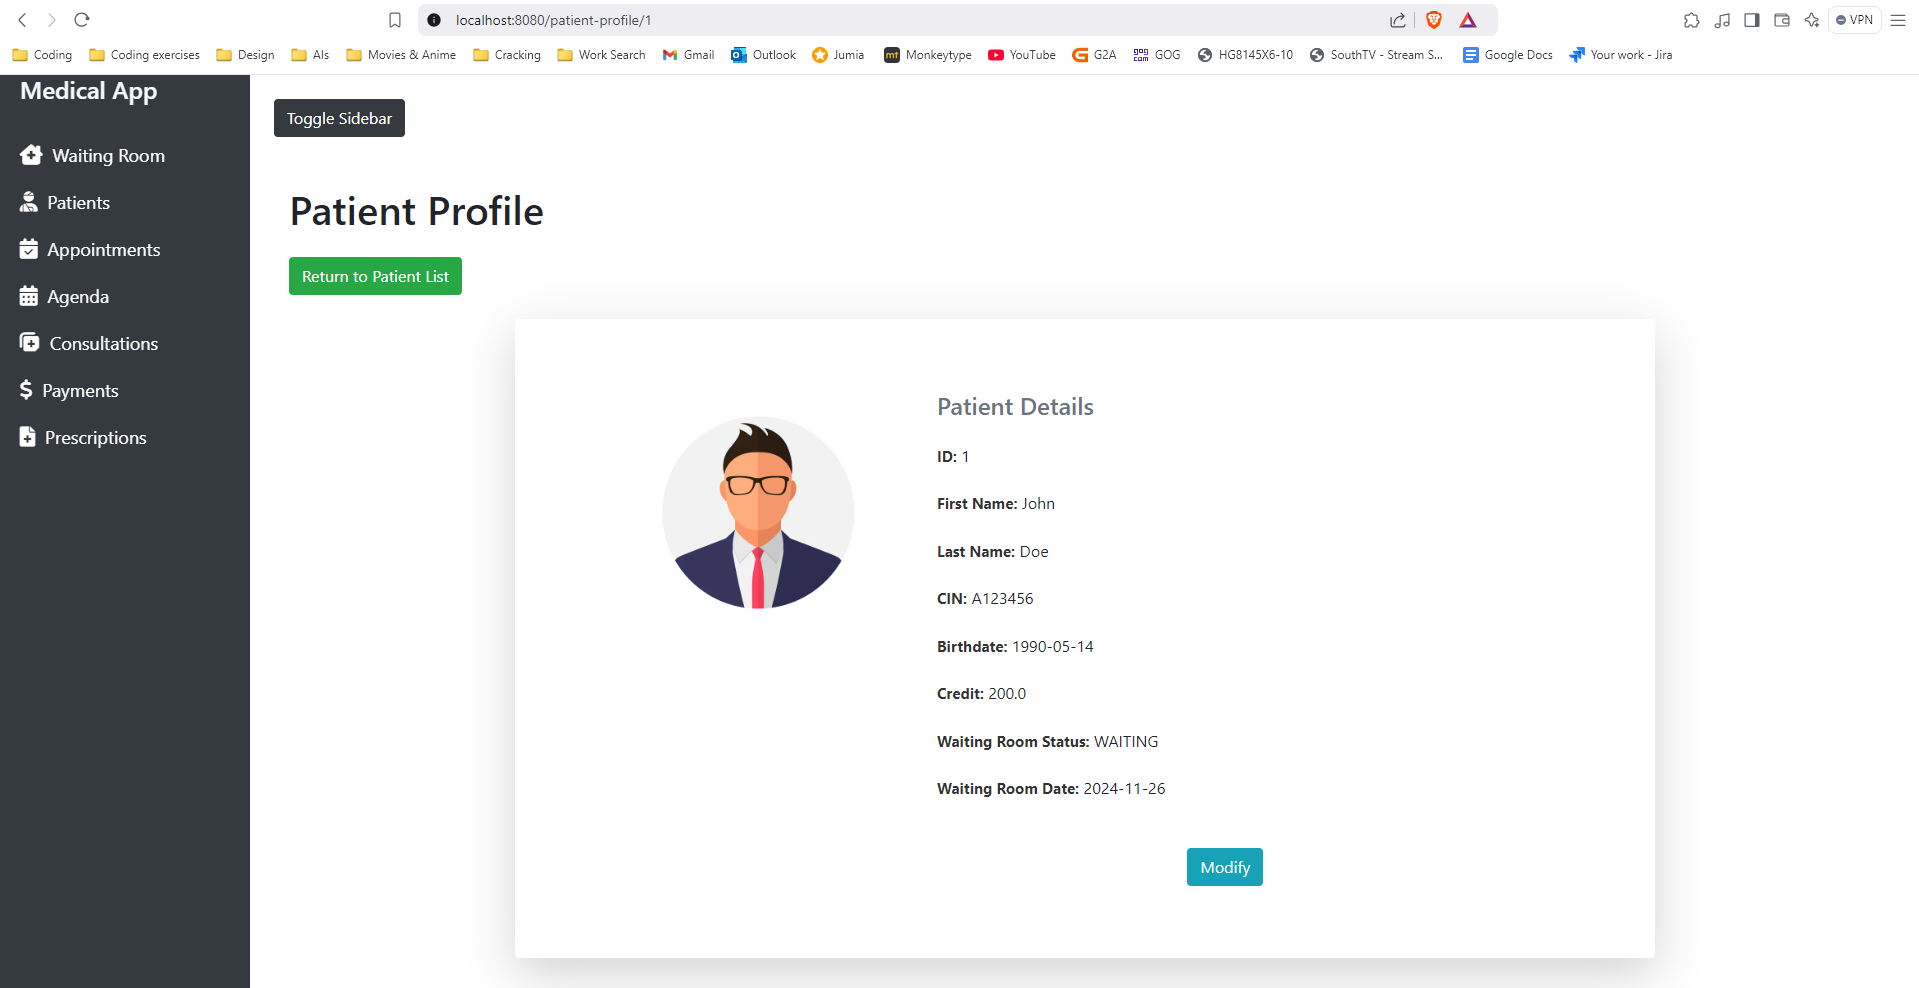 localhost:8080/patient-profile/1
VPN
Coding
Coding exercises
Design
AIs
Movies & Anime
Cracking
Work Search
Gmail
Outlook
Jumia
mt
Monkeytype
YouTube
G2A
GOG
HG8145X6-10
SouthTV - Stream S...
Google Docs
Your work - Jira
Medical App
Toggle Sidebar
Waiting Room
Patients
Appointments
Agenda
Consultations
Payments
Prescriptions
Patient Profile
Return to Patient List
Patient Details
ID: 1
First Name: John
Last Name: Doe
CIN: A123456
Birthdate: 1990-05-14
Credit: 200.0
Waiting Room Status: WAITING
Waiting Room Date: 2024-11-26
Modify